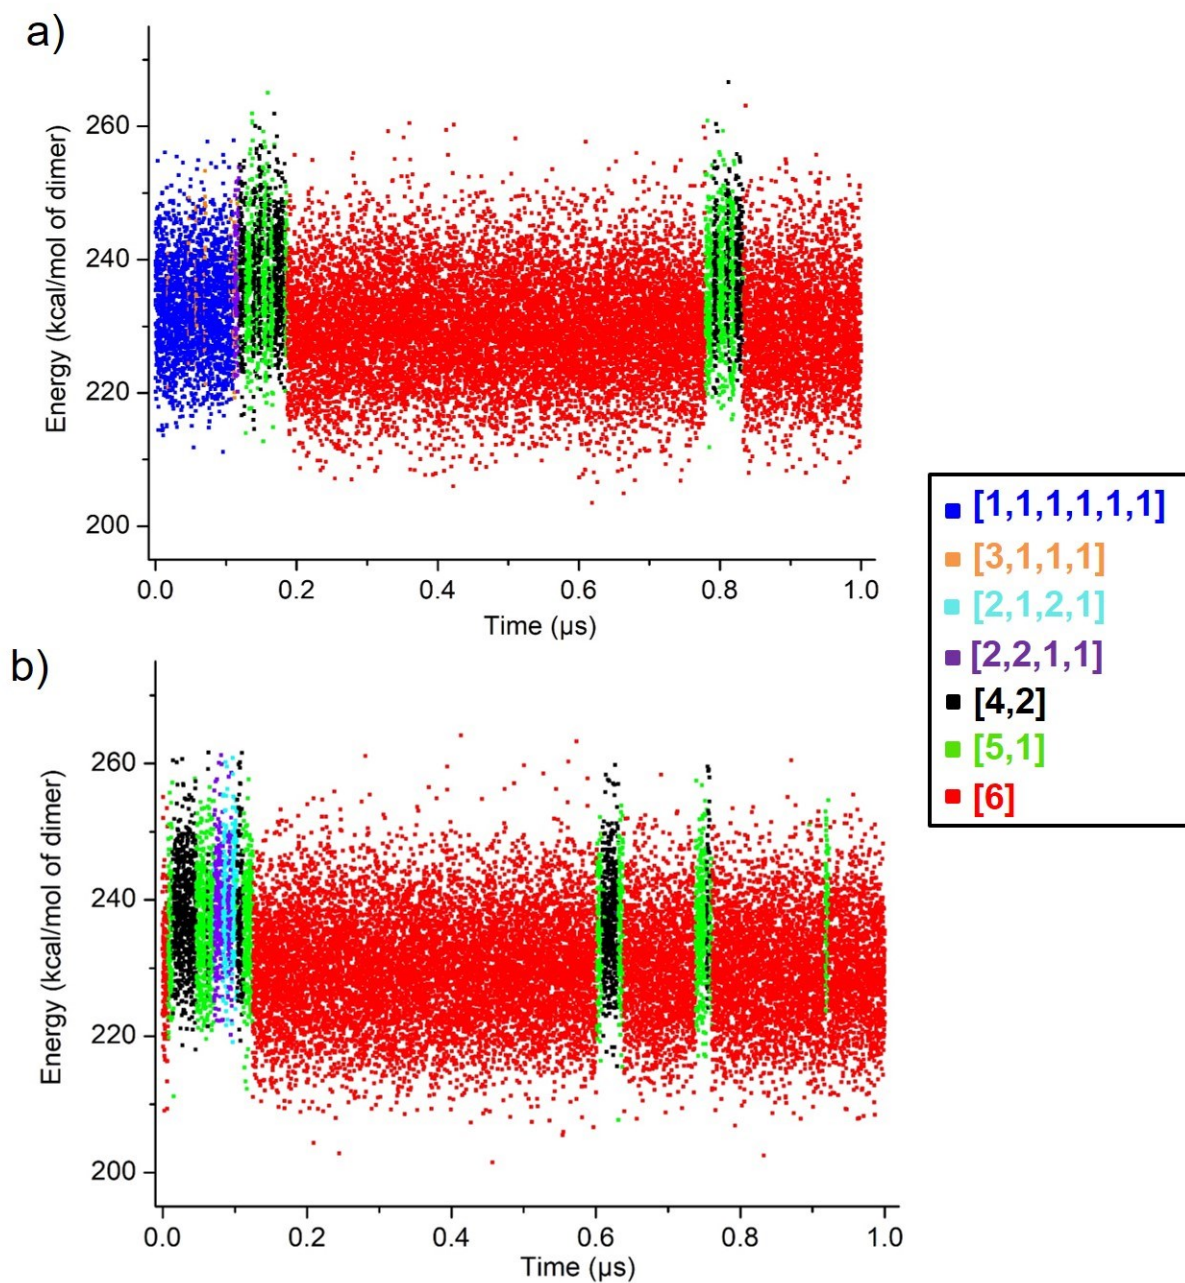 a)
Energy (kcal/mol of dimer)
260
240
220
200
0.0 0.2 0.4 0.6 0.8 1.0
Time (µs)
[1,1,1,1,1,1]
[3,1,1,1]
[2,1,2,1]
[2,2,1,1]
[4,2]
[5,1]
[6]
b)
Energy (kcal/mol of dimer)
260
240
220
200
0.0 0.2 0.4 0.6 0.8 1.0
Time (µs)